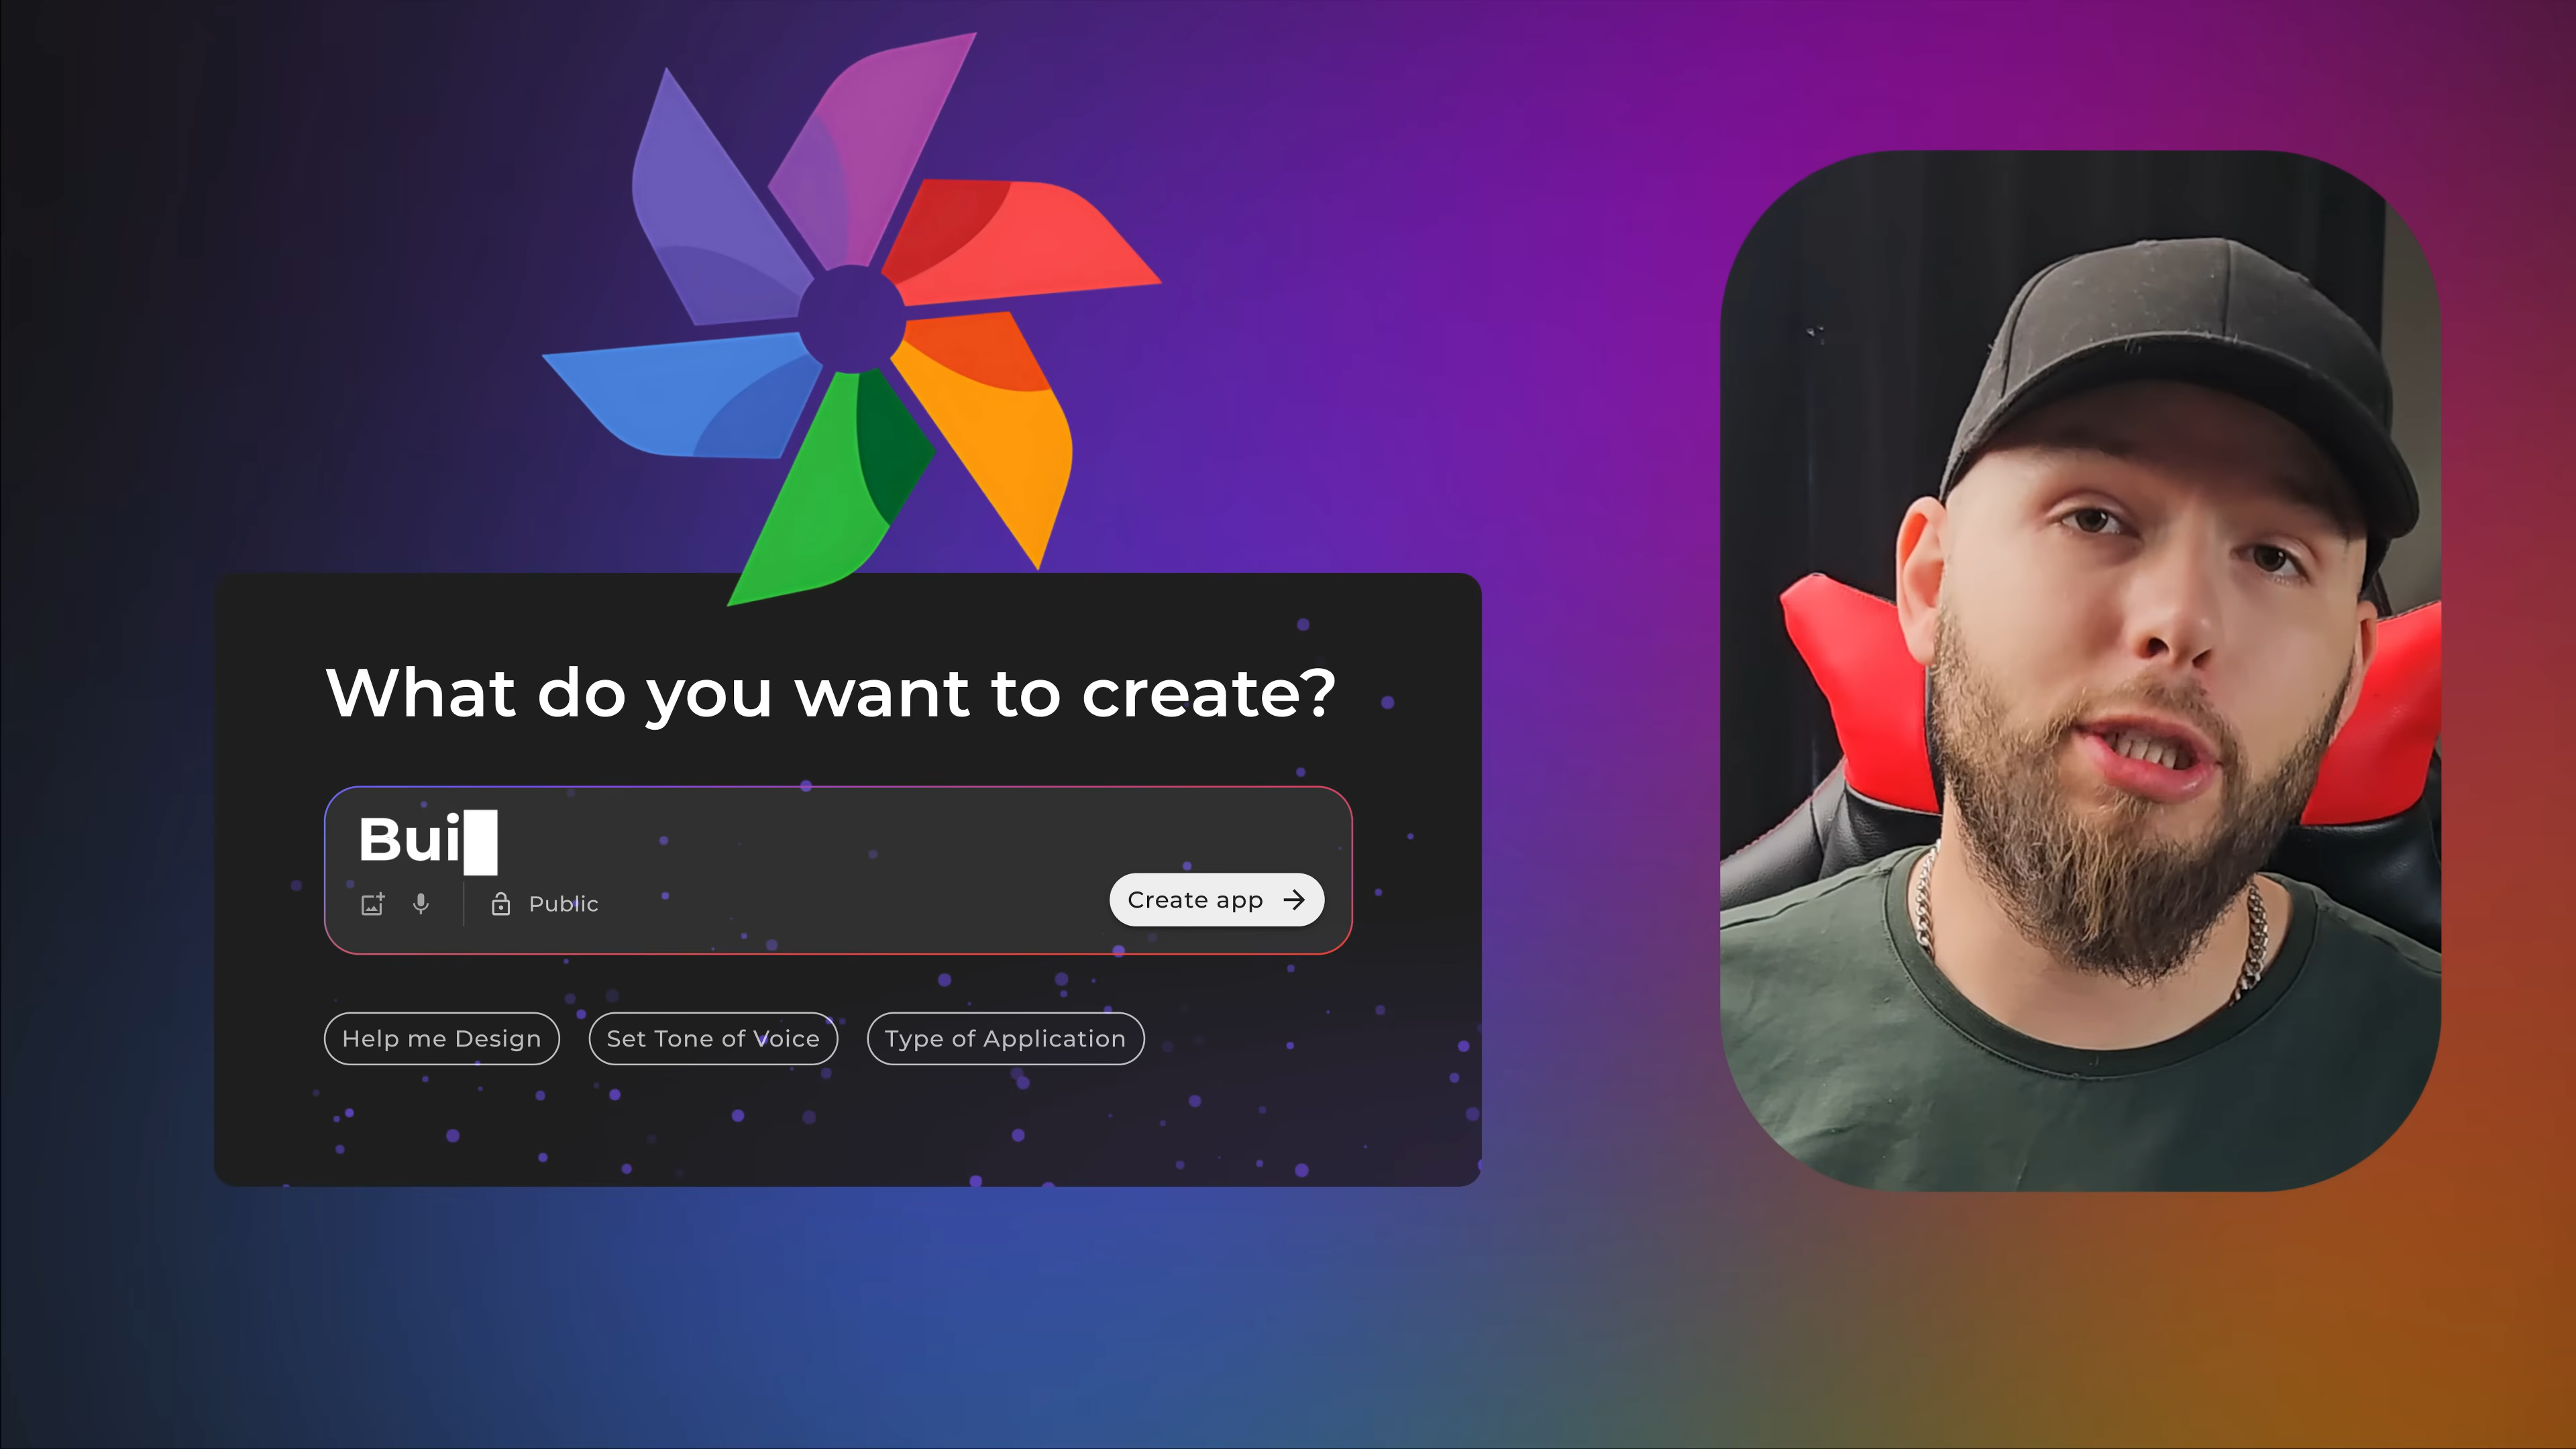 What do you want to create?
Bui
Public
Create app
Help me Design
Set Tone of Voice
Type of Application